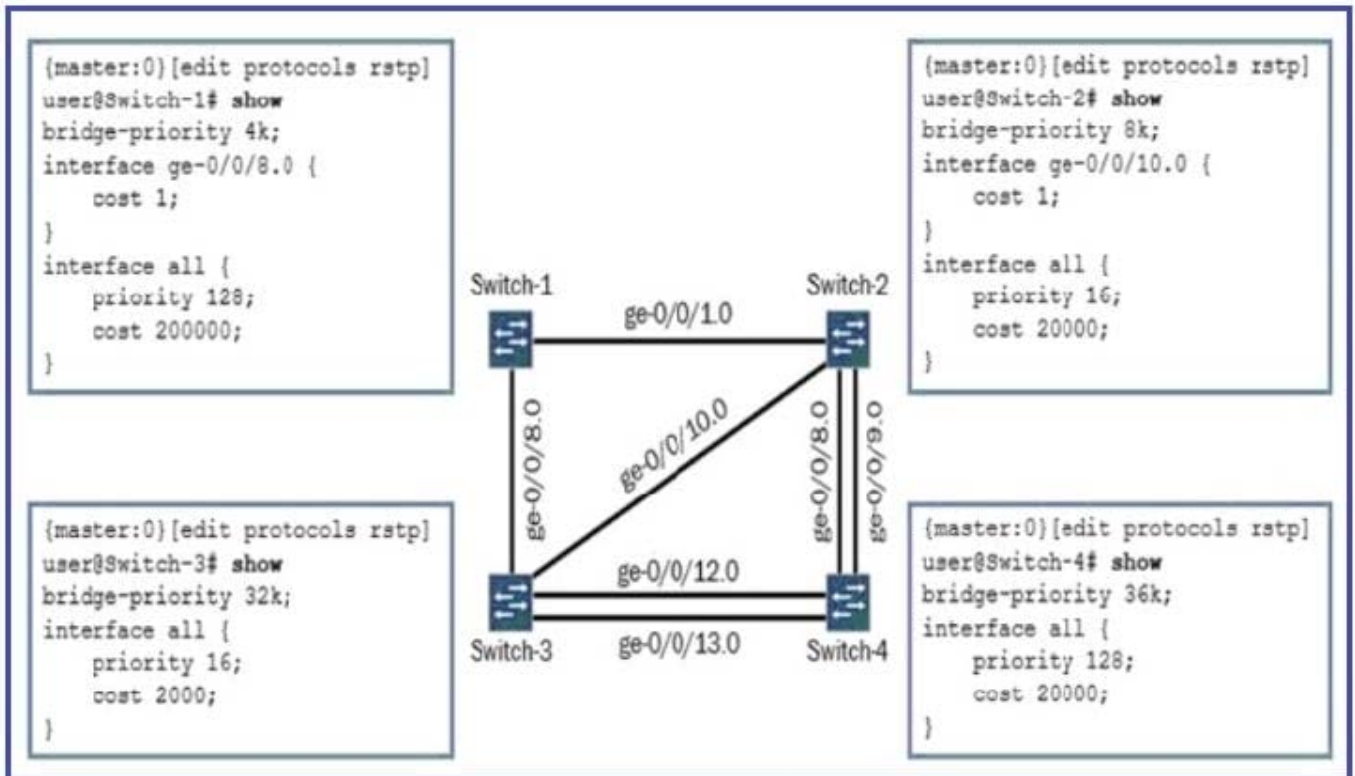 {master:0}[edit protocols rstp]
user@Switch-1# show
bridge-priority 4k;
interface ge-0/0/8.0 {
    cost 1;
}
interface all {
    priority 128;
    cost 200000;
}
{master:0}[edit protocols rstp]
user@Switch-2# show
bridge-priority 8k;
interface ge-0/0/10.0 {
    cost 1;
}
interface all {
    priority 16;
    cost 20000;
}
Switch-1
Switch-2
ge-0/0/1.0
ge-0/0/8.0
ge-0/0/10.0
ge-0/0/8.0
ge-0/0/9.0
ge-0/0/12.0
ge-0/0/13.0
Switch-3
Switch-4
{master:0}[edit protocols rstp]
user@Switch-3# show
bridge-priority 32k;
interface all {
    priority 16;
    cost 2000;
}
{master:0}[edit protocols rstp]
user@Switch-4# show
bridge-priority 36k;
interface all {
    priority 128;
    cost 20000;
}